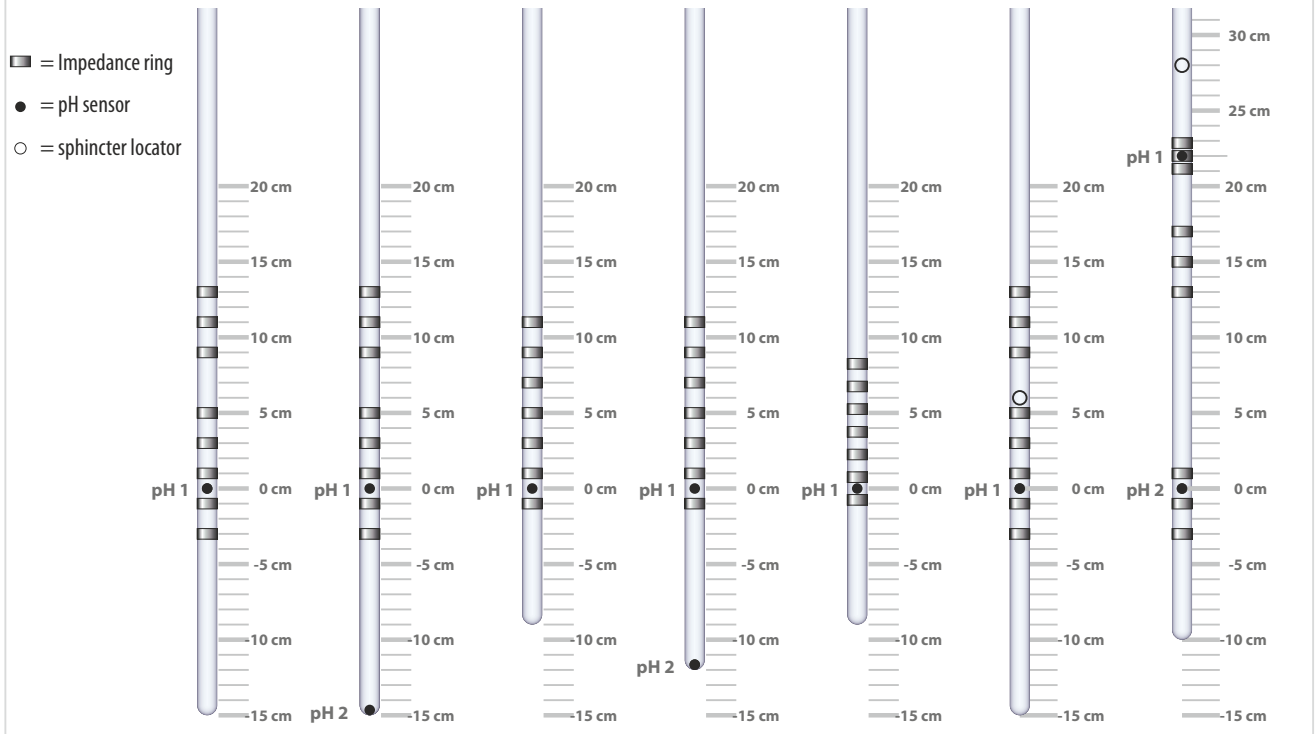 = Impedance ring
= pH sensor
= sphincter locator
30 cm
25 cm
pH 1
20 cm 20 cm 20 cm 20 cm 20 cm 20 cm 20 cm
15 cm 15 cm 15 cm 15 cm 15 cm 15 cm 15 cm
10 cm 10 cm 10 cm 10 cm 10 cm 10 cm 10 cm
5 cm 5 cm 5 cm 5 cm 5 cm 5 cm 5 cm
pH 1 0 cm pH 1 0 cm pH 1 0 cm pH 1 0 cm pH 1 0 cm pH 1 0 cm pH 2 0 cm
-5 cm -5 cm -5 cm -5 cm -5 cm -5 cm -5 cm
-10 cm -10 cm -10 cm -10 cm -10 cm -10 cm -10 cm
pH 2
pH 2 -15 cm -15 cm -15 cm -15 cm -15 cm -15 cm -15 cm